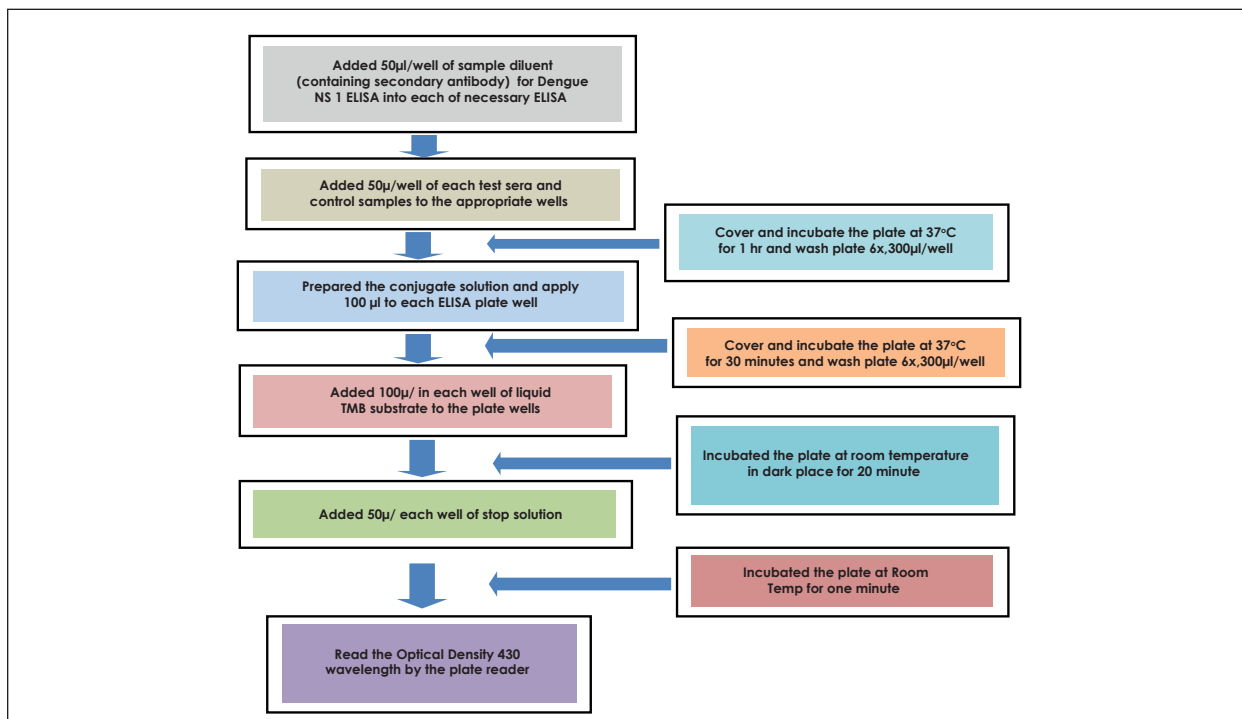 Added 50µl/well of sample diluent
(containing secondary antibody) for Dengue
NS 1 ELISA into each of necessary ELISA
Added 50µ/well of each test sera and
control samples to the appropriate wells
Cover and incubate the plate at 37°C
for 1 hr and wash plate 6x,300µl/well
Prepared the conjugate solution and apply
100 µl to each ELISA plate well
Cover and incubate the plate at 37°C
for 30 minutes and wash plate 6x,300µl/well
Added 100µ/ in each well of liquid
TMB substrate to the plate wells
Incubated the plate at room temperature
in dark place for 20 minute
Added 50µ/ each well of stop solution
Incubated the plate at Room
Temp for one minute
Read the Optical Density 430
wavelength by the plate reader